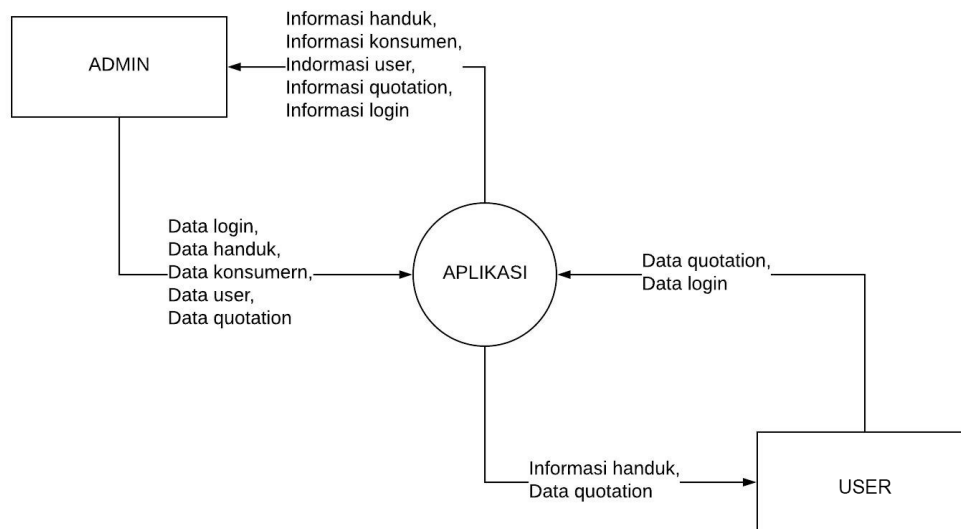 ADMIN
Informasi handuk,
Informasi konsumen,
Indormasi user,
Informasi quotation,
Informasi login
Data login,
Data handuk,
Data konsumern,
Data user,
Data quotation
APLIKASI
Data quotation,
Data login
Informasi handuk,
Data quotation
USER